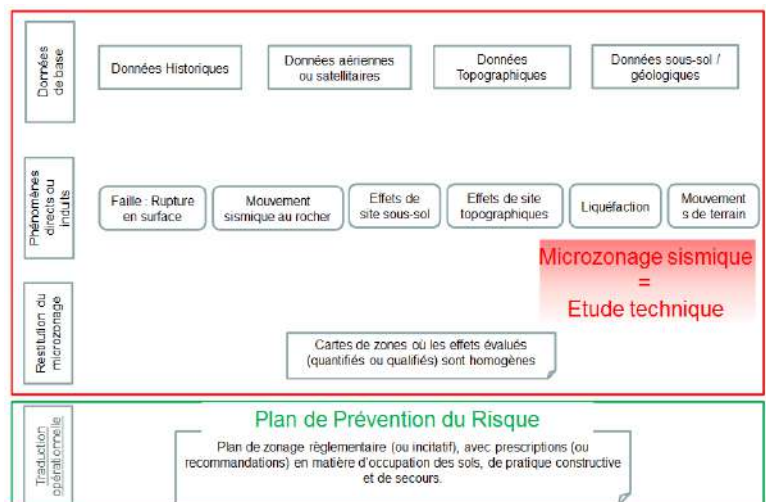 Données
de base
Données Historiques
Données aériennes
ou satellitaires
Données
Topographiques
Données sous-sol /
géologiques
Phénomènes
directs ou
induits
Faille : Rupture
en surface
Mouvement
sismique au rocher
Effets de
site sous-sol
Effets de site
topographiques
Liquéfaction
Mouvement
s de terrain
Microzonage sismique
=
Etude technique
Restitution du
microzonage
Cartes de zones où les effets évalués
(quantifiés ou qualifiés) sont homogènes
Traduction
opérationnelle
Plan de Prévention du Risque
Plan de zonage règlementaire (ou incitatif), avec prescriptions (ou
recommandations) en matière d'occupation des sols, de pratique constructive
et de secours.